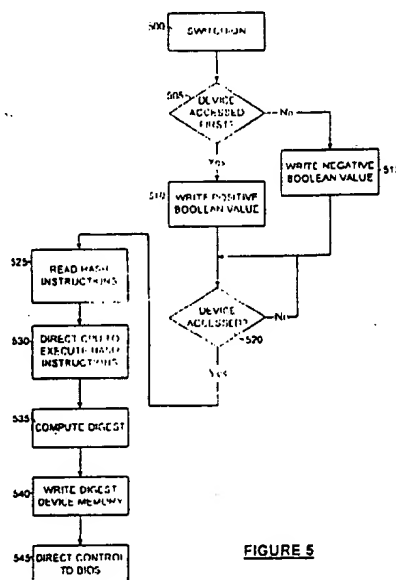 500
SWITCH ON
505
DEVICE
ACCESSED
FIRST?
No
Yes
510
WRITE POSITIVE
BOOLEAN VALUE
WRITE NEGATIVE
BOOLEAN VALUE
DEVICE
ACCESSED?
No
520
Yes
525
READ HASH
INSTRUCTIONS
530
DIRECT CPU TO
EXECUTE HASH
INSTRUCTIONS
535
COMPUTE DIGEST
540
WRITE DIGEST
DEVICE MEMORY
545
DIRECT CONTROL
TO BIOS
FIGURE 5